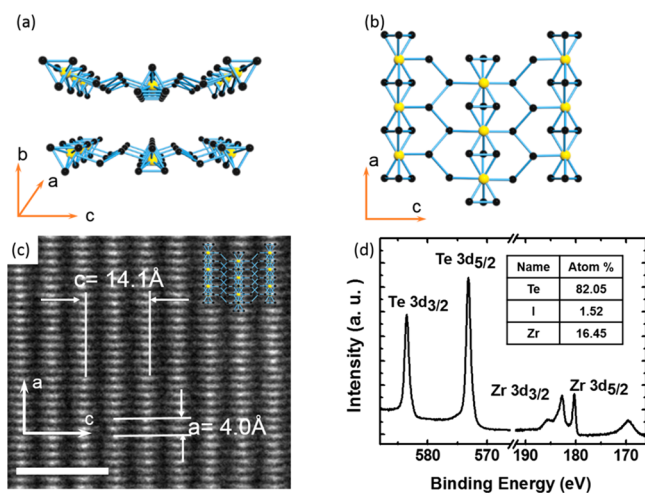 (a)
b
a
c
(b)
a
c
(c)
c= 14.1Å
a
c
a= 4.0Å
(d)
Intensity (a. u.)
Te 3d3/2
Te 3d5/2
Name Atom %
Te 82.05
I 1.52
Zr 16.45
Zr 3d3/2
Zr 3d5/2
580 570 190 180 170
Binding Energy (eV)